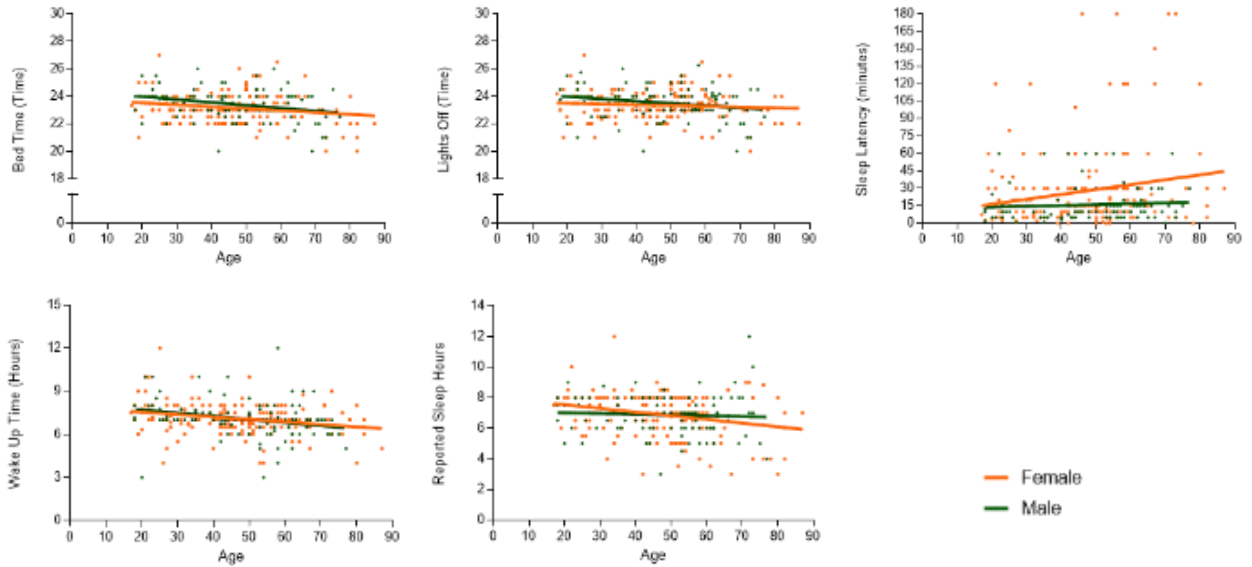 30
28
26
24
22
20
18
0
Bed Time (Time)
0 10 20 30 40 50 60 70 80 90
Age
30
28
26
24
22
20
18
0
Lights Off (Time)
0 10 20 30 40 50 60 70 80 90
Age
180
165
150
135
120
105
90
75
60
45
30
15
0
Sleep Latency (minutes)
0 10 20 30 40 50 60 70 80 90
Age
15
12
9
6
3
0
Wake Up Time (Hours)
0 10 20 30 40 50 60 70 80 90
Age
14
12
10
8
6
4
2
0
Reported Sleep Hours
0 10 20 30 40 50 60 70 80 90
Age
Female
Male